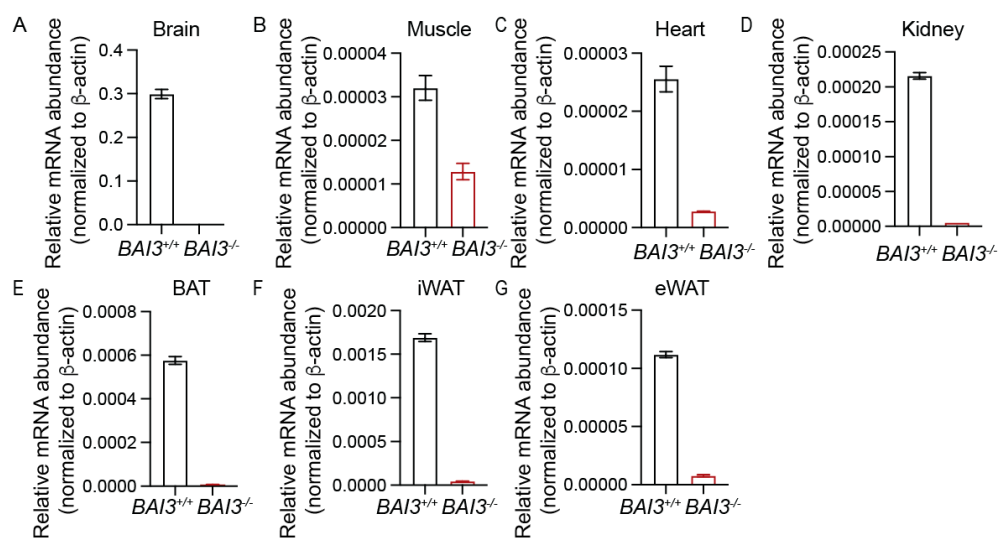 A
Brain
Relative mRNA abundance
(normalized to β-actin)
0.4
0.3
0.2
0.1
0.0
BAI3+/+ BAI3-/-
B
Muscle
Relative mRNA abundance
(normalized to β-actin)
0.00004
0.00003
0.00002
0.00001
0.00000
BAI3+/+ BAI3-/-
C
Heart
Relative mRNA abundance
(normalized to β-actin)
0.00003
0.00002
0.00001
0.00000
BAI3+/+ BAI3-/-
D
Kidney
Relative mRNA abundance
(normalized to β-actin)
0.00025
0.00020
0.00015
0.00010
0.00005
0.00000
BAI3+/+ BAI3-/-
E
BAT
Relative mRNA abundance
(normalized to β-actin)
0.0008
0.0006
0.0004
0.0002
0.0000
BAI3+/+ BAI3-/-
F
iWAT
Relative mRNA abundance
(normalized to β-actin)
0.0020
0.0015
0.0010
0.0005
0.0000
BAI3+/+ BAI3-/-
G
eWAT
Relative mRNA abundance
(normalized to β-actin)
0.00015
0.00010
0.00005
0.00000
BAI3+/+ BAI3-/-